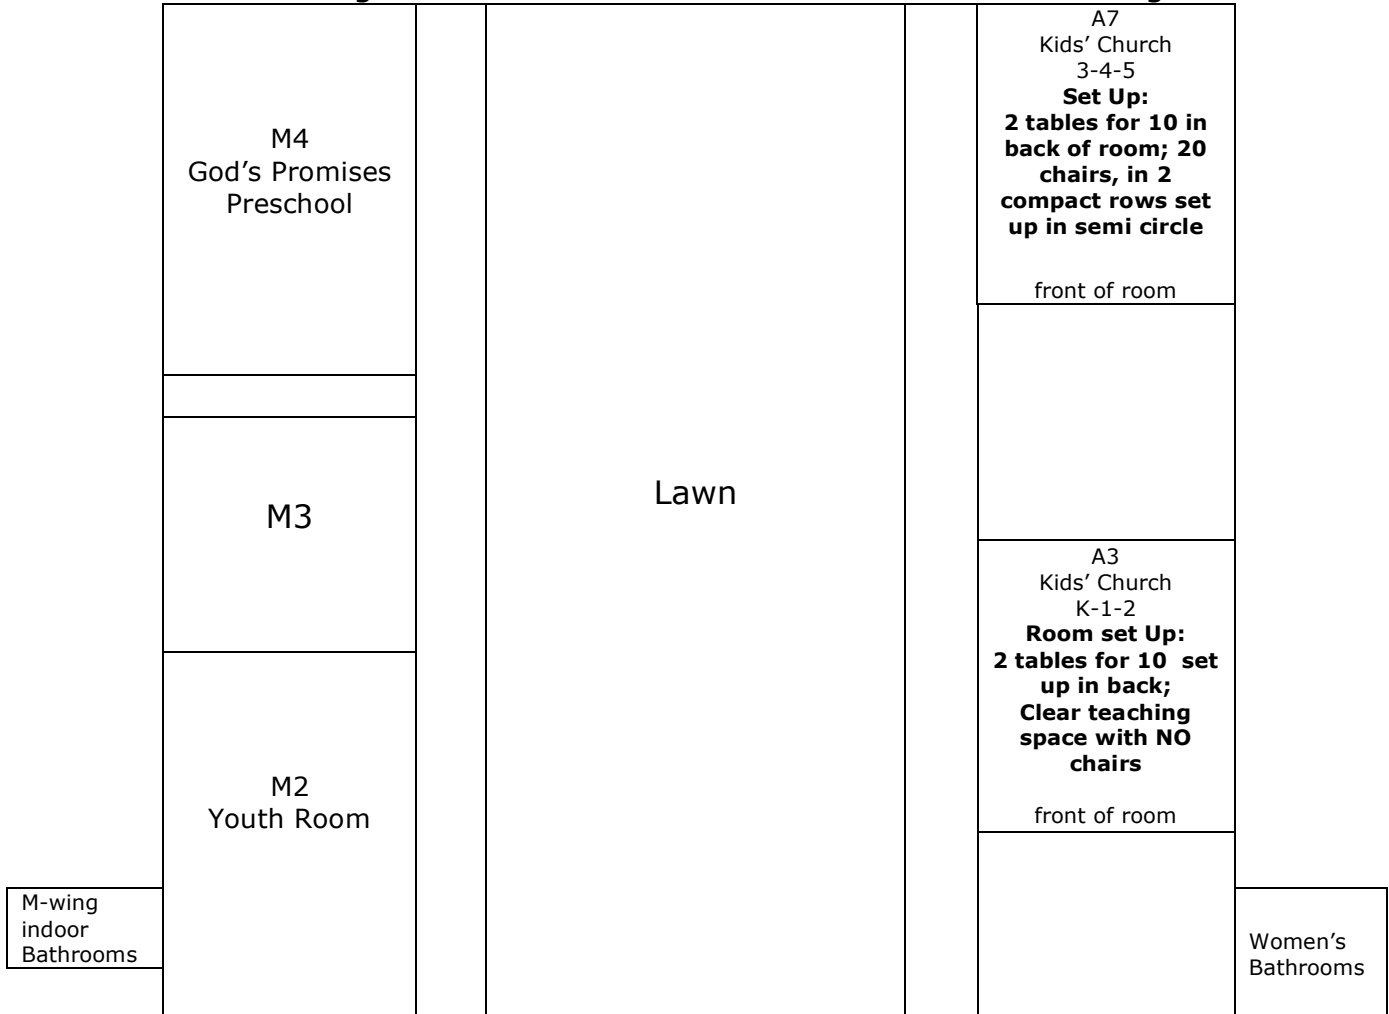 M4
God’s Promises
Preschool
M3
M2
Youth Room
M-wing
indoor
Bathrooms
Lawn
A7
Kids’ Church
3-4-5
Set Up:
2 tables for 10 in
back of room; 20
chairs, in 2
compact rows set
up in semi circle
front of room
A3
Kids’ Church
K-1-2
Room set Up:
2 tables for 10  set
up in back;
Clear teaching
space with NO
chairs
front of room
Women’s
Bathrooms